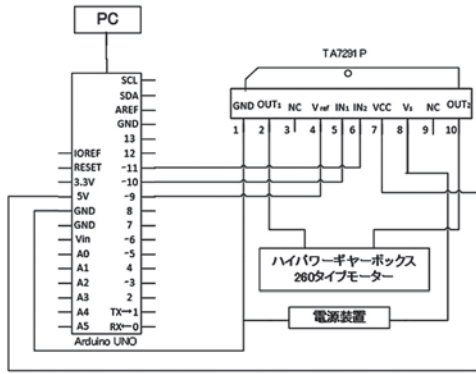 PC
TA7291P
SCL
SDA
AREF
GND
13
12
~11
~10
~9
8
7
~6
~5
4
~3
2
TX→1
RX←0
IOREF
RESET
3.3V
5V
GND
GND
Vin
A0
A1
A2
A3
A4
A5
Arduino UNO
GND OUT1 NC Vref IN1 IN2 VCC Vs NC OUT2
1 2 3 4 5 6 7 8 9 10
ハイパワーギヤーボックス
260タイプモーター
電源装置